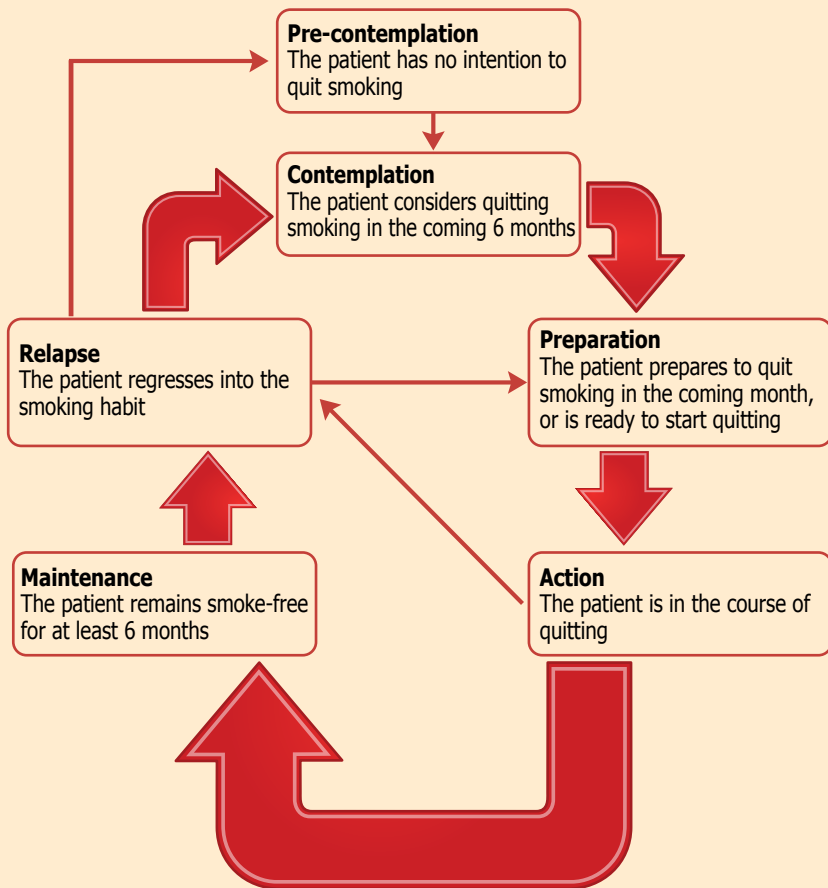 Pre-contemplation
The patient has no intention to
quit smoking
Contemplation
The patient considers quitting
smoking in the coming 6 months
Preparation
The patient prepares to quit
smoking in the coming month,
or is ready to start quitting
Action
The patient is in the course of
quitting
Maintenance
The patient remains smoke-free
for at least 6 months
Relapse
The patient regresses into the
smoking habit